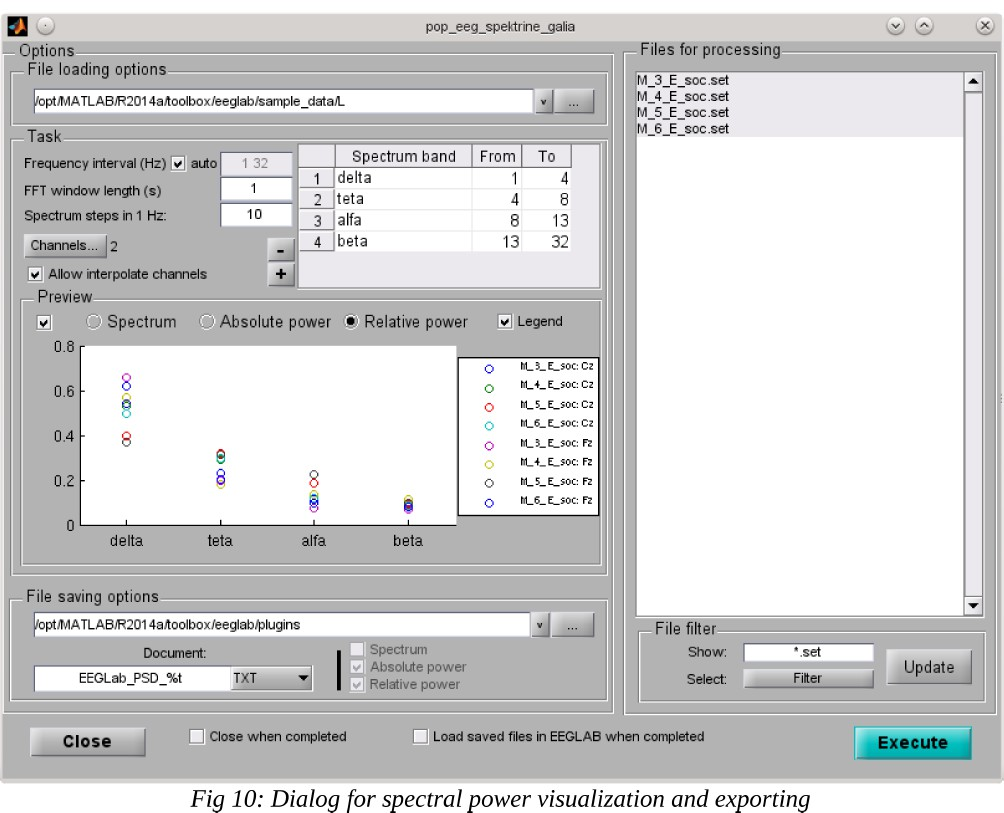 pop_eeg_spektrine_galia
Options
File loading options
/opt/MATLAB/R2014a/toolbox/eeglab/sample_data/L
v
...
Task
Frequency interval (Hz) auto 1 32
FFT window length (s) 1
Spectrum steps in 1 Hz: 10
Channels... 2
Allow interpolate channels
-
+
Spectrum band From To
1 delta 1 4
2 teta 4 8
3 alfa 8 13
4 beta 13 32
Preview
Spectrum Absolute power Relative power Legend
0.8
0.6
0.4
0.2
0
delta teta alfa beta
M_3_E_soc: Cz
M_4_E_soc: Cz
M_5_E_soc: Cz
M_6_E_soc: Cz
M_3_E_soc: Fz
M_4_E_soc: Fz
M_5_E_soc: Fz
M_6_E_soc: Fz
File saving options
/opt/MATLAB/R2014a/toolbox/eeglab/plugins
v
...
Document:
EEGLab_PSD_%t TXT
Spectrum
Absolute power
Relative power
Files for processing
M_3_E_soc.set
M_4_E_soc.set
M_5_E_soc.set
M_6_E_soc.set
File filter
Show: *.set
Select: Filter
Update
Close
Close when completed
Load saved files in EEGLAB when completed
Execute
Fig 10: Dialog for spectral power visualization and exporting